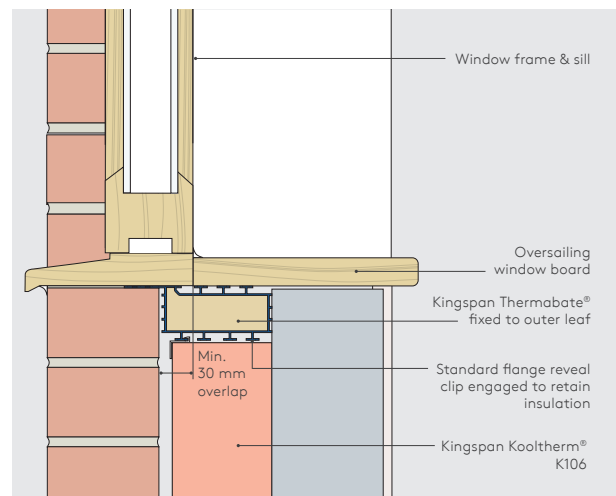 Window frame & sill
Oversailing
window board
Kingspan Thermabate®
fixed to outer leaf
Min.
30 mm
overlap
Standard flange reveal
clip engaged to retain
insulation
Kingspan Kooltherm®
K106